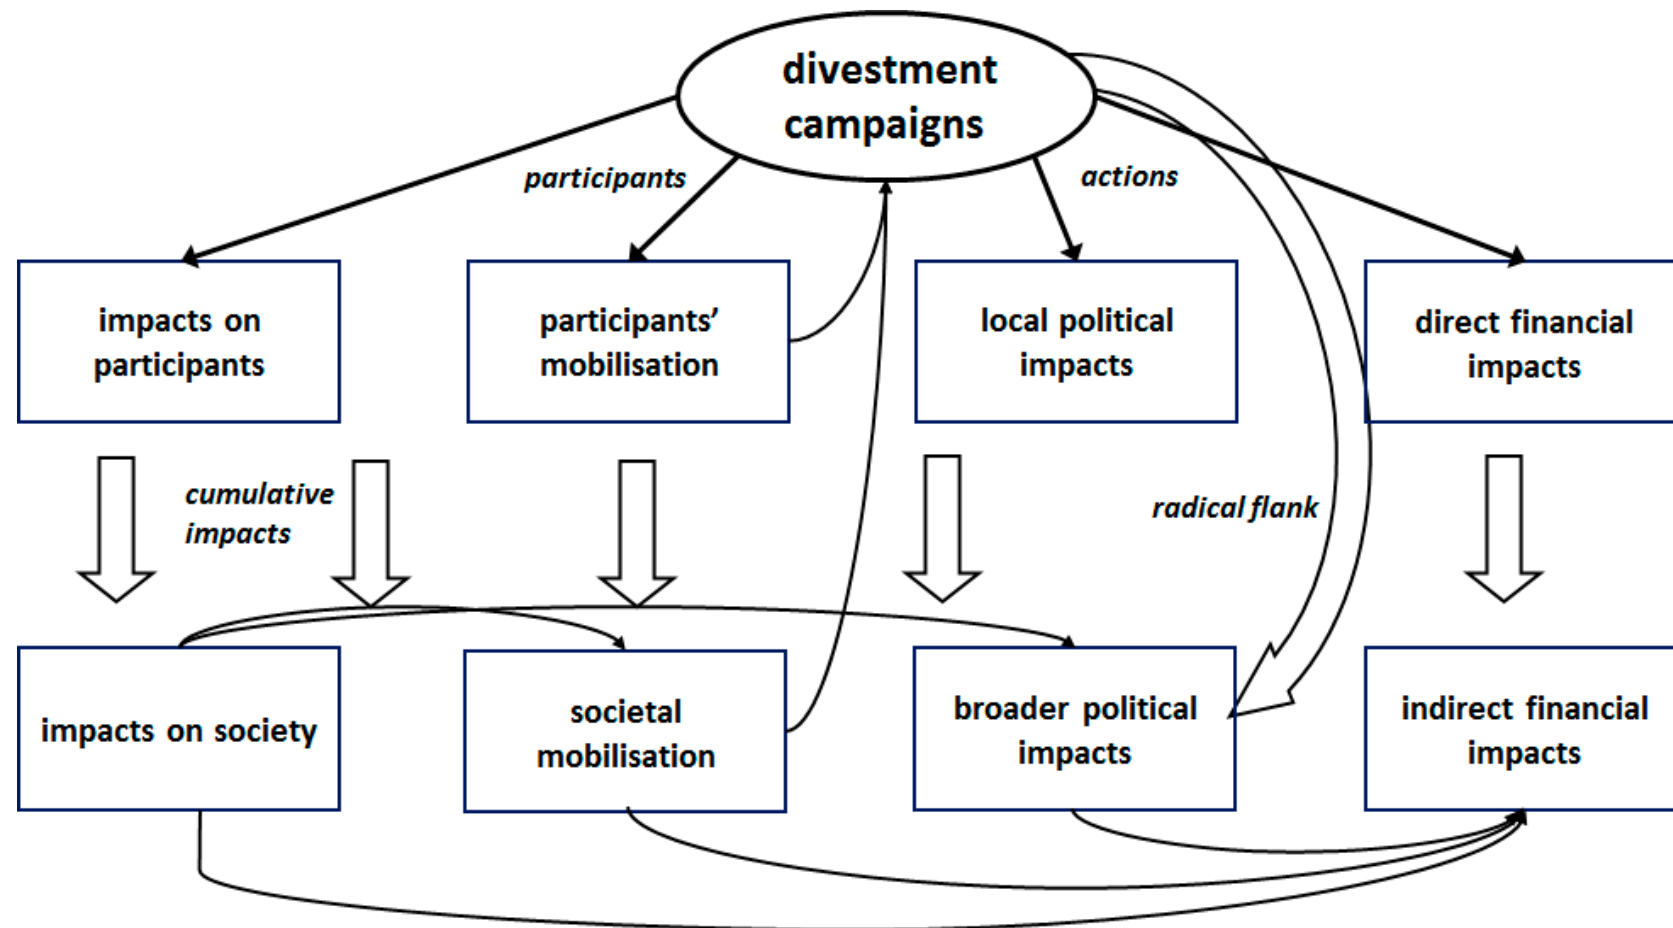 divestment
campaigns
participants
actions
impacts on
participants
participants’
mobilisation
local political
impacts
direct financial
impacts
cumulative
impacts
radical flank
impacts on society
societal
mobilisation
broader political
impacts
indirect financial
impacts